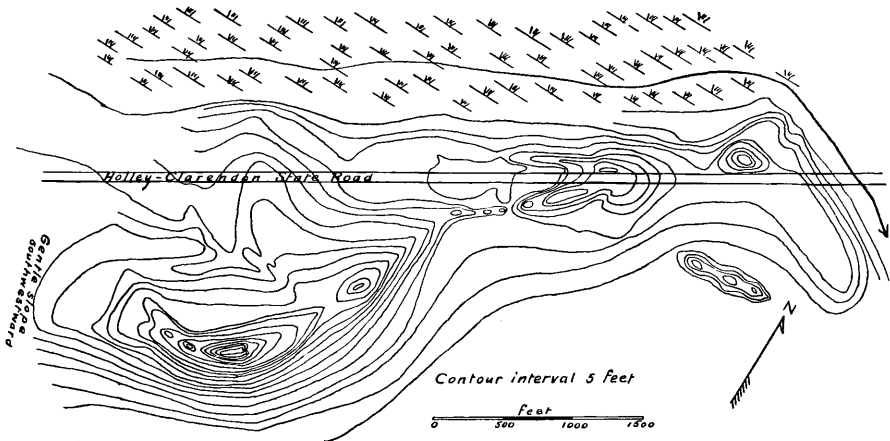 Holley-Clarendon State Road
Gentle slope
southwestward
N
Contour interval 5 feet
feet
0 500 1000 1500